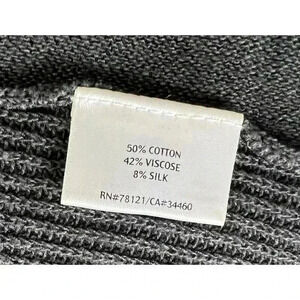 50% COTTON
42% VISCOSE
8% SILK
RN#78121/CA#34460